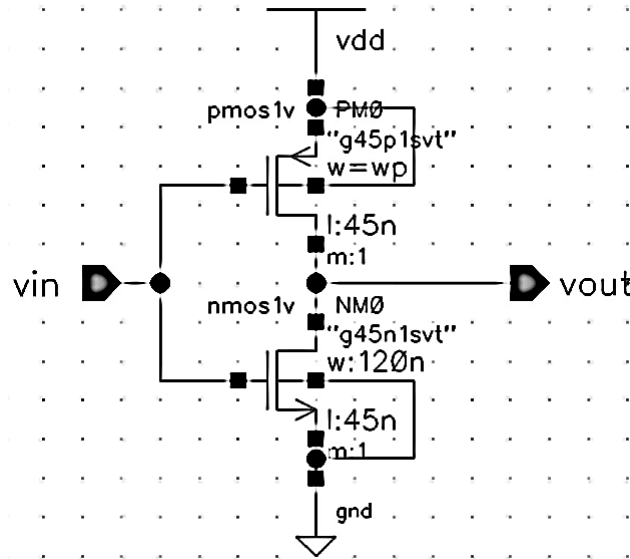 vdd
pmos1v PM0
"g45p1svt"
w=wp
l:45n
m:1
vin
vout
nmos1v NM0
"g45n1svt"
w:120n
l:45n
m:1
gnd